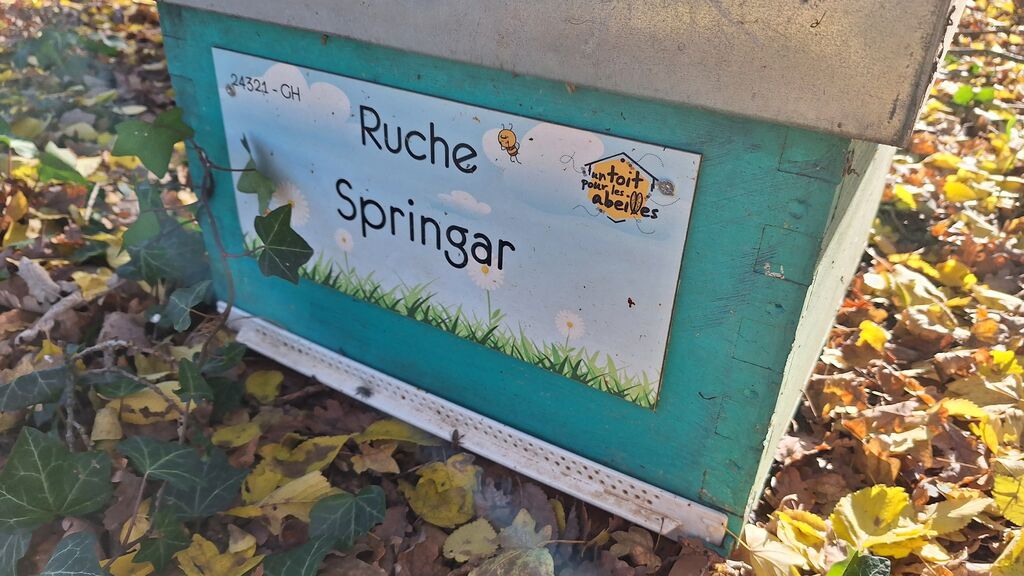 24321 - GH
Ruche
Springar
un toit
pour les
abeilles